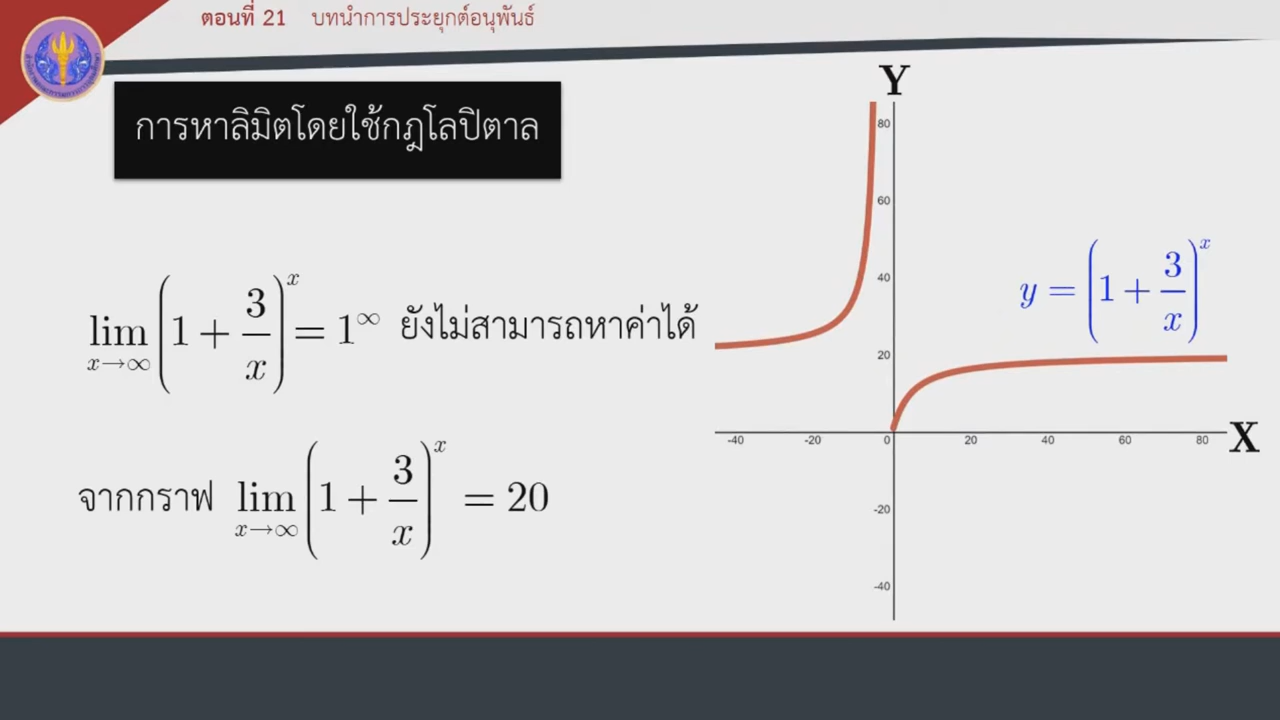 ตอนที่ 21 บทนำการประยุกต์อนุพันธ์
การหาลิมิตโดยใช้กฎโลปิตาล
lim x→∞ (1 + 3/x)^x = 1^∞ ยังไม่สามารถหาค่าได้
จากกราฟ lim x→∞ (1 + 3/x)^x = 20
Y
80
60
40
20
y = (1 + 3/x)^x
-40 -20 0 20 40 60 80 X
-20
-40